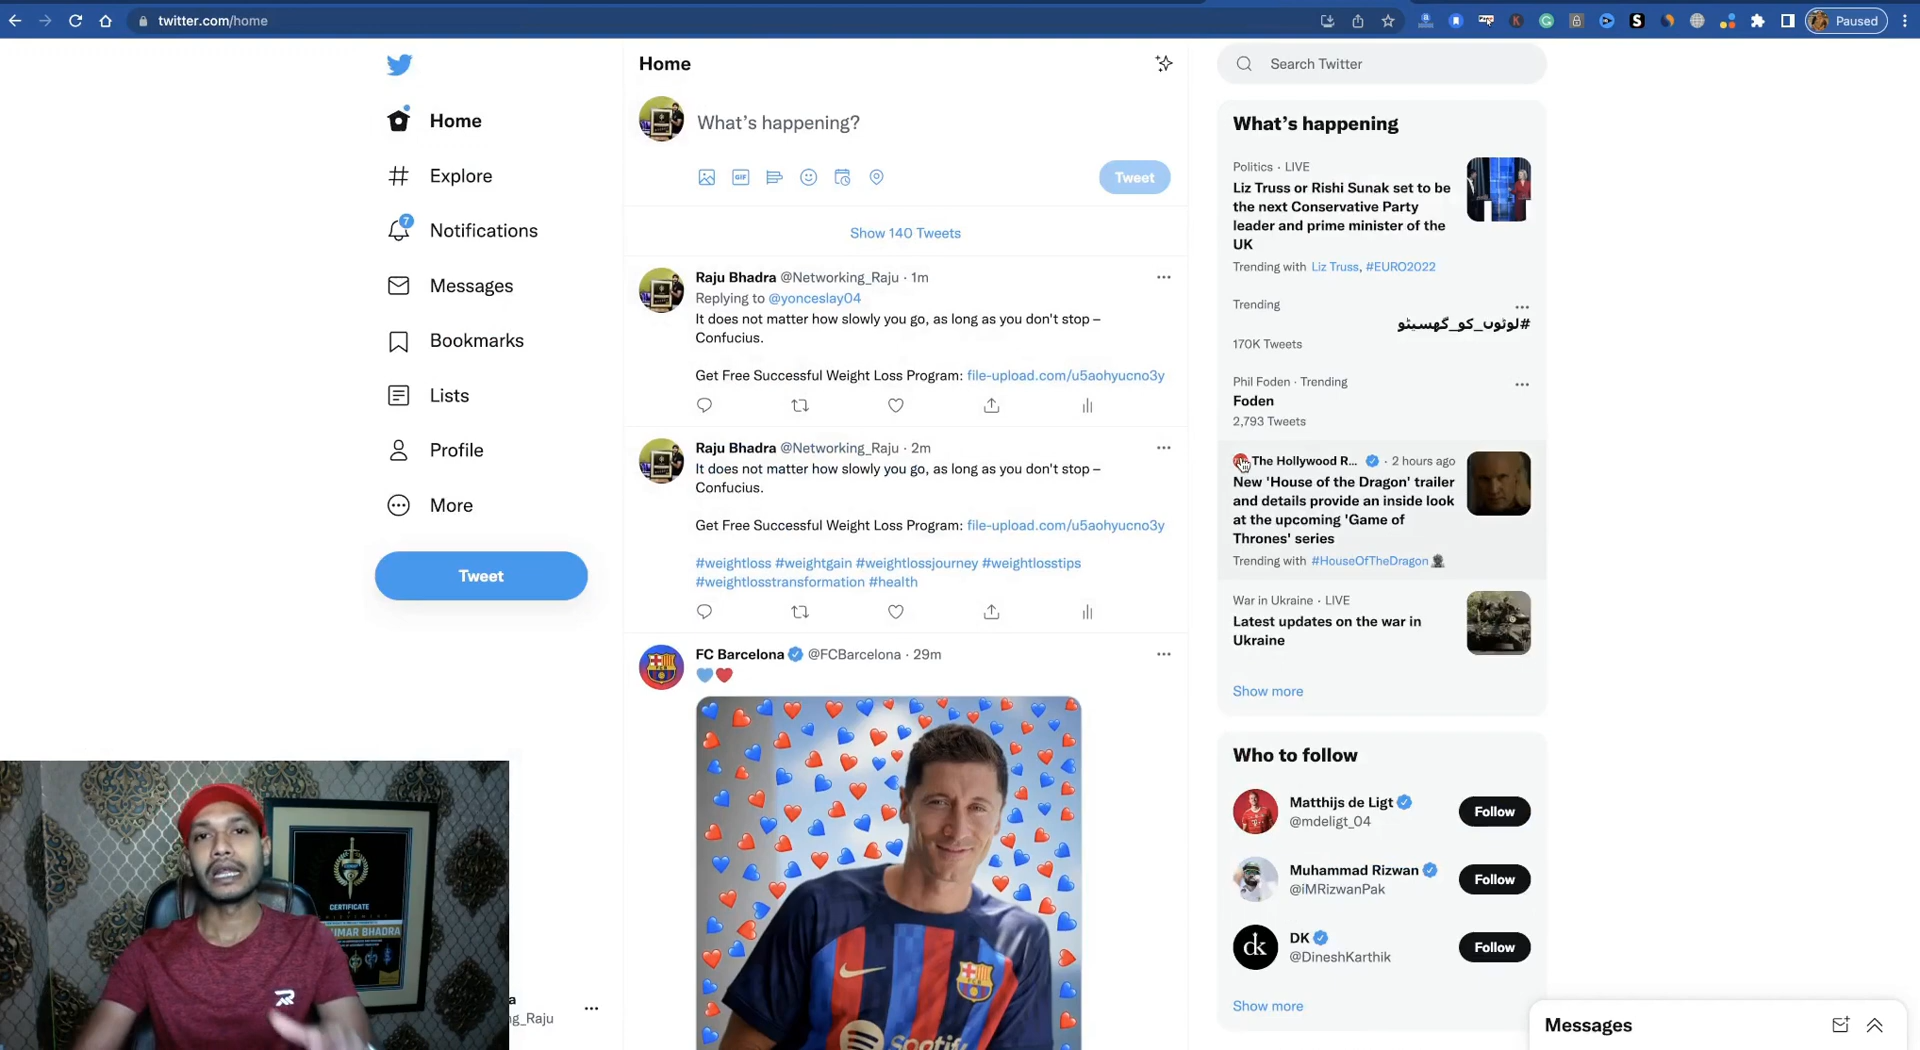 twitter.com/home
Paused
Home
Explore
7
Notifications
Messages
Bookmarks
Lists
Profile
More
Tweet
Home
What's happening?
GIF
Tweet
Show 140 Tweets
Raju Bhadra @Networking_Raju · 1m
Replying to @yonceslay04
It does not matter how slowly you go, as long as you don't stop –
Confucius.
Get Free Successful Weight Loss Program: file-upload.com/u5aohyucno3y
Raju Bhadra @Networking_Raju · 2m
It does not matter how slowly you go, as long as you don't stop –
Confucius.
Get Free Successful Weight Loss Program: file-upload.com/u5aohyucno3y
#weightloss #weightgain #weightlossjourney #weightlosstips
#weightlosstransformation #health
FC Barcelona @FCBarcelona · 29m
Spotify
Search Twitter
What's happening
Politics · LIVE
Liz Truss or Rishi Sunak set to be
the next Conservative Party
leader and prime minister of the
UK
Trending with Liz Truss, #EURO2022
Trending
#لوٹوں_کو_گھسیٹو
170K Tweets
Phil Foden · Trending
Foden
2,793 Tweets
The Hollywood R... · 2 hours ago
New 'House of the Dragon' trailer
and details provide an inside look
at the upcoming 'Game of
Thrones' series
Trending with #HouseOfTheDragon
War in Ukraine · LIVE
Latest updates on the war in
Ukraine
Show more
Who to follow
Matthijs de Ligt
@mdeligt_04
Follow
Muhammad Rizwan
@iMRizwanPak
Follow
dk
DK
@DineshKarthik
Follow
Show more
Messages
CERTIFICATE
UMAR BHADRA
a
ng_Raju